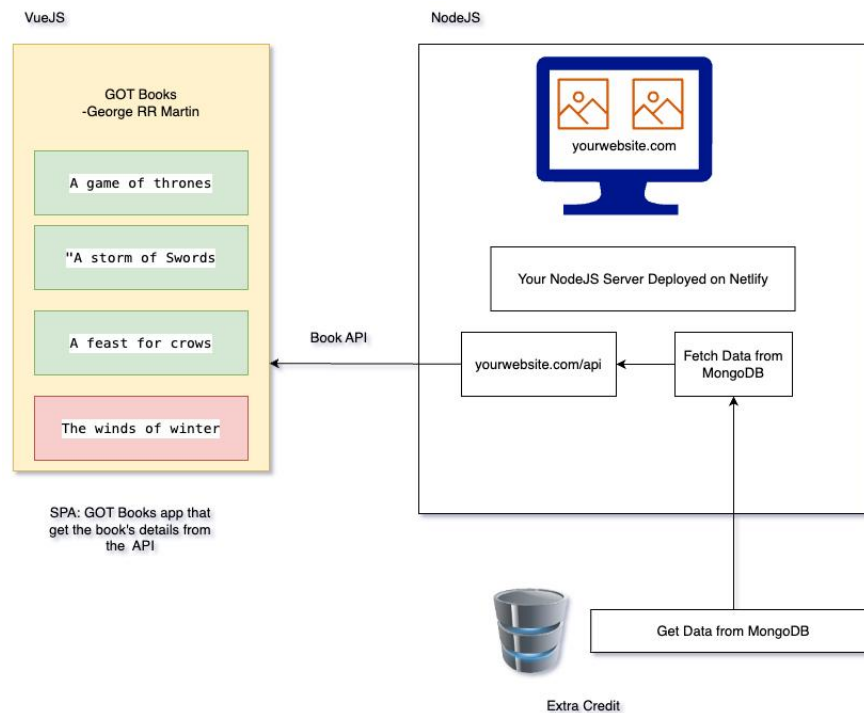 VueJS
GOT Books
-George RR Martin
A game of thrones
"A storm of Swords
A feast for crows
The winds of winter
SPA: GOT Books app that
get the book's details from
the API
Book API
NodeJS
yourwebsite.com
Your NodeJS Server Deployed on Netlify
yourwebsite.com/api
Fetch Data from
MongoDB
Get Data from MongoDB
Extra Credit